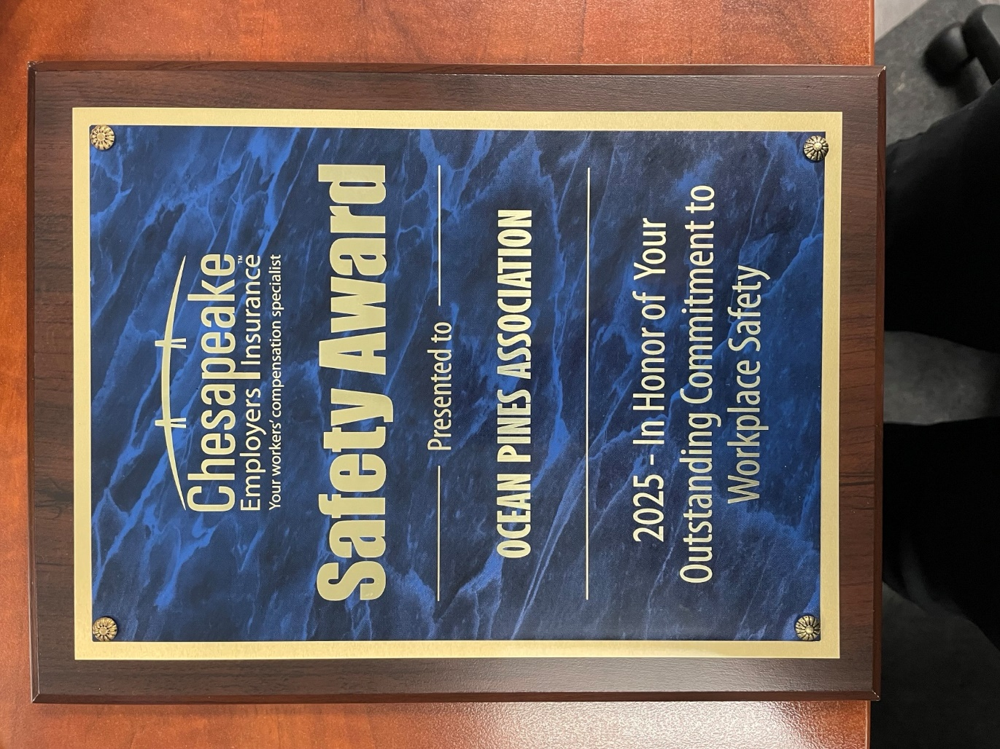 Chesapeake™
Employers Insurance
Your workers' compensation specialist
Safety Award
Presented to
OCEAN PINES ASSOCIATION
2025 - In Honor of Your
Outstanding Commitment to
Workplace Safety